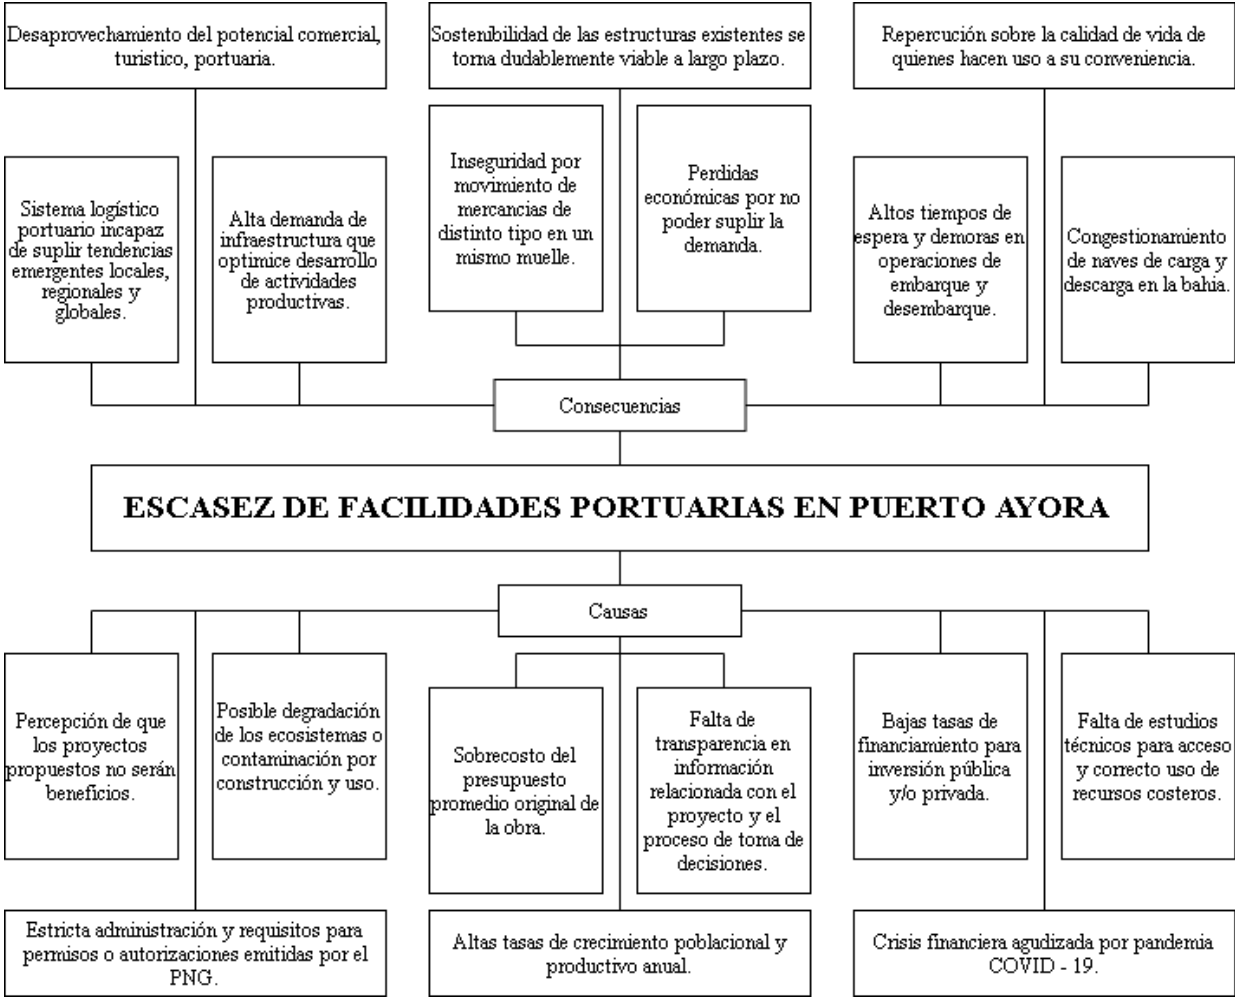 Desaprovechamiento del potencial comercial,
turistico, portuaria.
Sostenibilidad de las estructuras existentes se
torna dudablemente viable a largo plazo.
Repercución sobre la calidad de vida de
quienes hacen uso a su conveniencia.
Sistema logístico
portuario incapaz
de suplir tendencias
emergentes locales,
regionales y
globales.
Alta demanda de
infraestructura que
optimice desarrollo
de actividades
productivas.
Inseguridad por
movimiento de
mercancias de
distinto tipo en un
mismo muelle.
Perdidas
económicas por no
poder suplir la
demanda.
Altos tiempos de
espera y demoras en
operaciones de
embarque y
desembarque.
Congestionamiento
de naves de carga y
descarga en la bahia.
Consecuencias
ESCASEZ DE FACILIDADES PORTUARIAS EN PUERTO AYORA
Causas
Percepción de que
los proyectos
propuestos no serán
beneficios.
Posible degradación
de los ecosistemas o
contaminación por
construcción y uso.
Sobrecosto del
presupuesto
promedio original de
la obra.
Falta de
transparencia en
información
relacionada con el
proyecto y el
proceso de toma de
decisiones.
Bajas tasas de
financiamiento para
inversión pública
y/o privada.
Falta de estudios
técnicos para acceso
y correcto uso de
recursos costeros.
Estricta administración y requisitos para
permisos o autorizaciones emitidas por el
PNG.
Altas tasas de crecimiento poblacional y
productivo anual.
Crisis financiera agudizada por pandemia
COVID - 19.